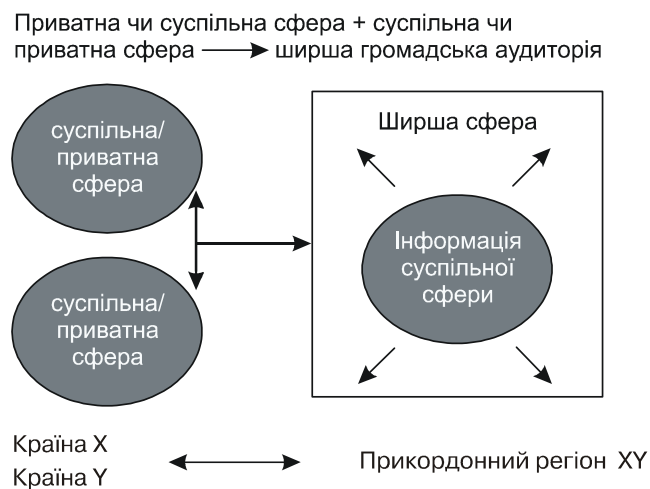 Приватна чи суспільна сфера + суспільна чи
приватна сфера → ширша громадська аудиторія
суспільна/
приватна
сфера
Ширша сфера
Інформація
суспільної
сфери
суспільна/
приватна
сфера
Країна X
Країна Y
Прикордонний регіон XY